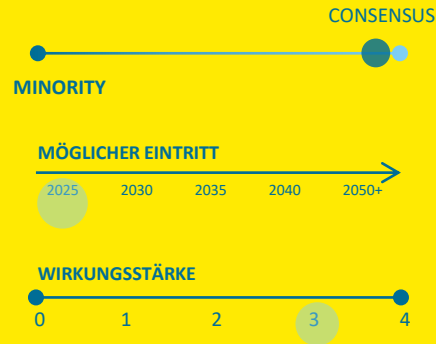 CONSENSUS
MINORITY
MÖGLICHER EINTRITT
2025 2030 2035 2040 2050+
WIRKUNGSSTÄRKE
0 1 2 3 4